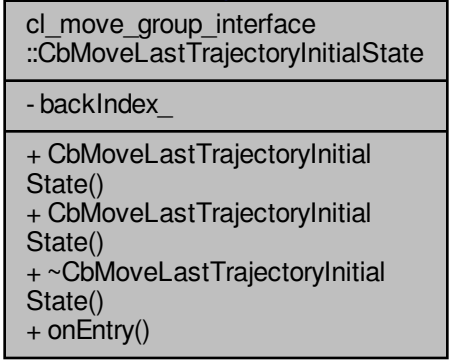 cl_move_group_interface
::CbMoveLastTrajectoryInitialState
- backIndex_
+ CbMoveLastTrajectoryInitial
State()
+ CbMoveLastTrajectoryInitial
State()
+ ~CbMoveLastTrajectoryInitial
State()
+ onEntry()